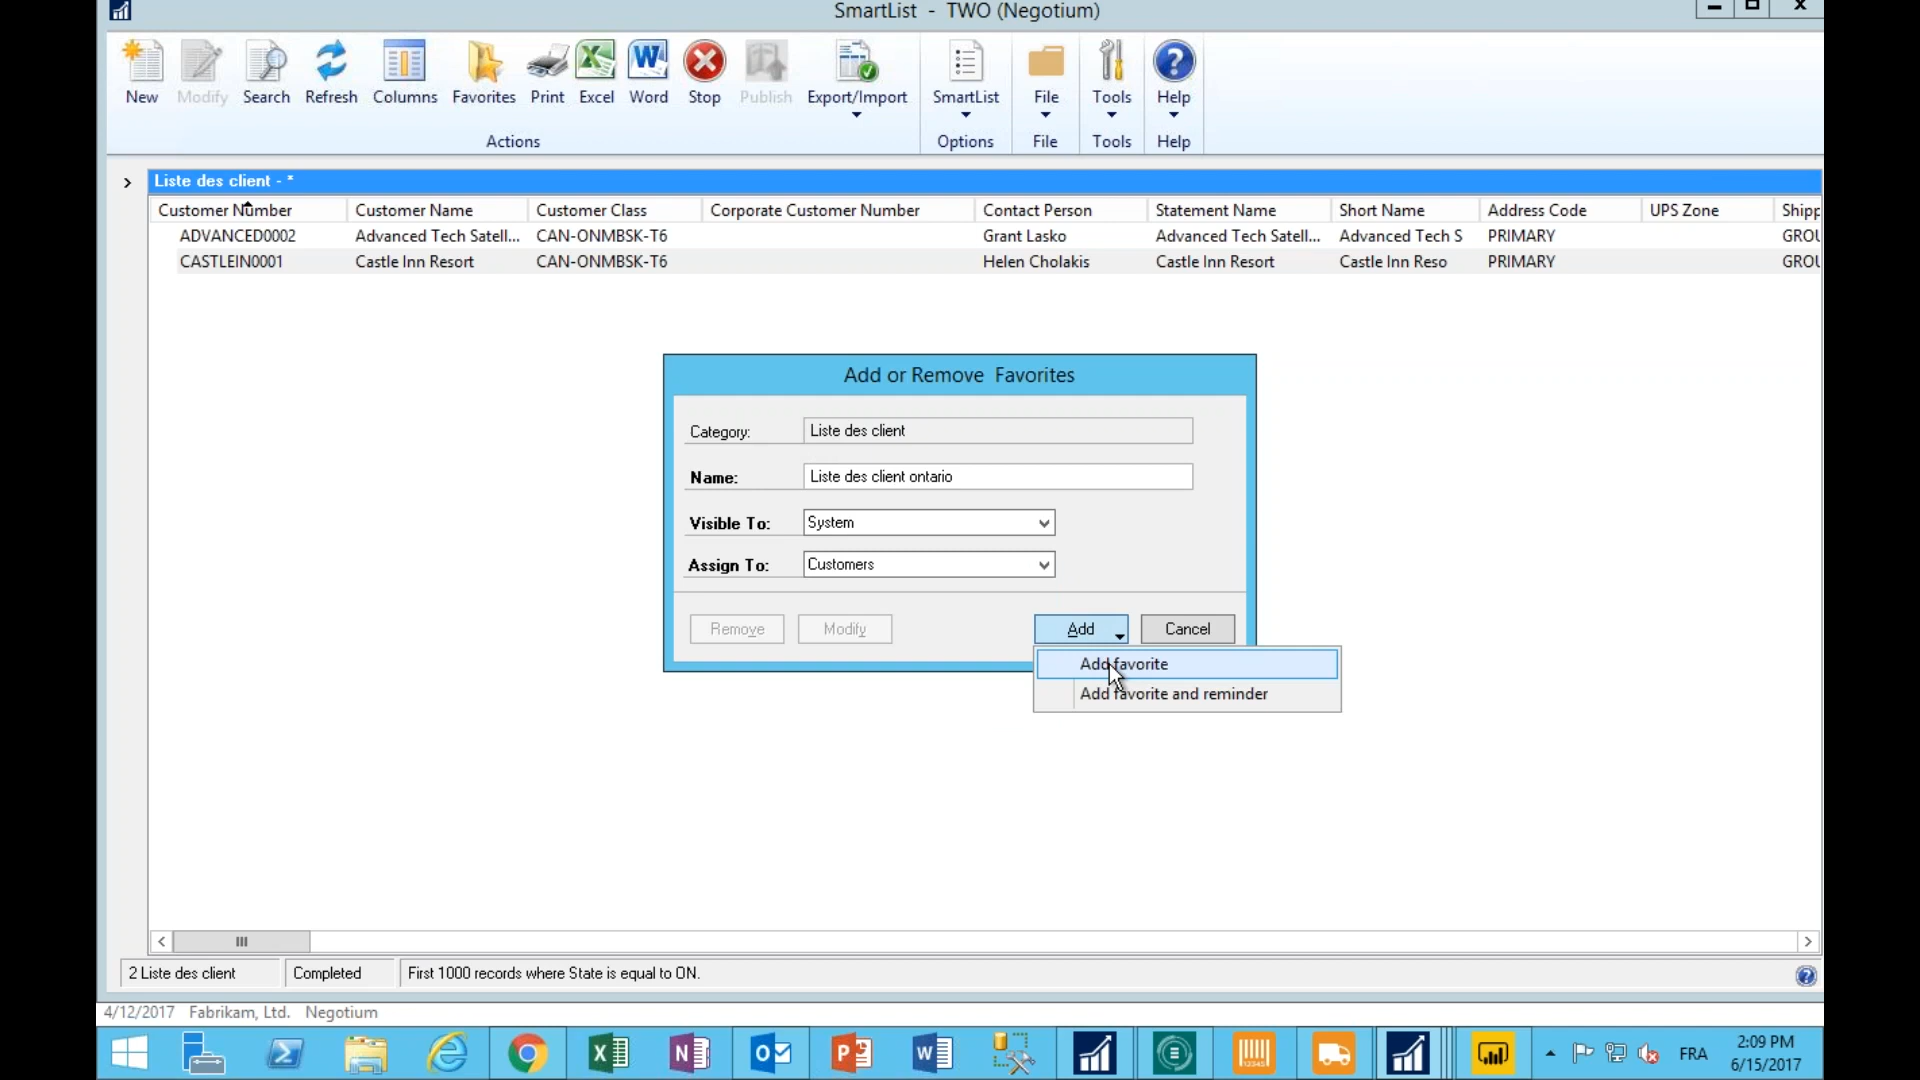 SmartList - TWO (Negotium)
New Modify Search Refresh Columns Favorites Print Excel Word Stop Publish Export/Import SmartList File Tools Help
Actions Options File Tools Help
Liste des client - *
Customer Number Customer Name Customer Class Corporate Customer Number Contact Person Statement Name Short Name Address Code UPS Zone Shipp
ADVANCED0002 Advanced Tech Satell... CAN-ONMBSK-T6 Grant Lasko Advanced Tech Satell... Advanced Tech S PRIMARY GROU
CASTLEIN0001 Castle Inn Resort CAN-ONMBSK-T6 Helen Cholakis Castle Inn Resort Castle Inn Reso PRIMARY GROU
Add or Remove Favorites
Category: Liste des client
Name: Liste des client ontario
Visible To: System
Assign To: Customers
Remove Modify Add Cancel
Add favorite
Add favorite and reminder
2 Liste des client Completed First 1000 records where State is equal to ON.
4/12/2017 Fabrikam, Ltd. Negotium
FRA 2:09 PM
6/15/2017